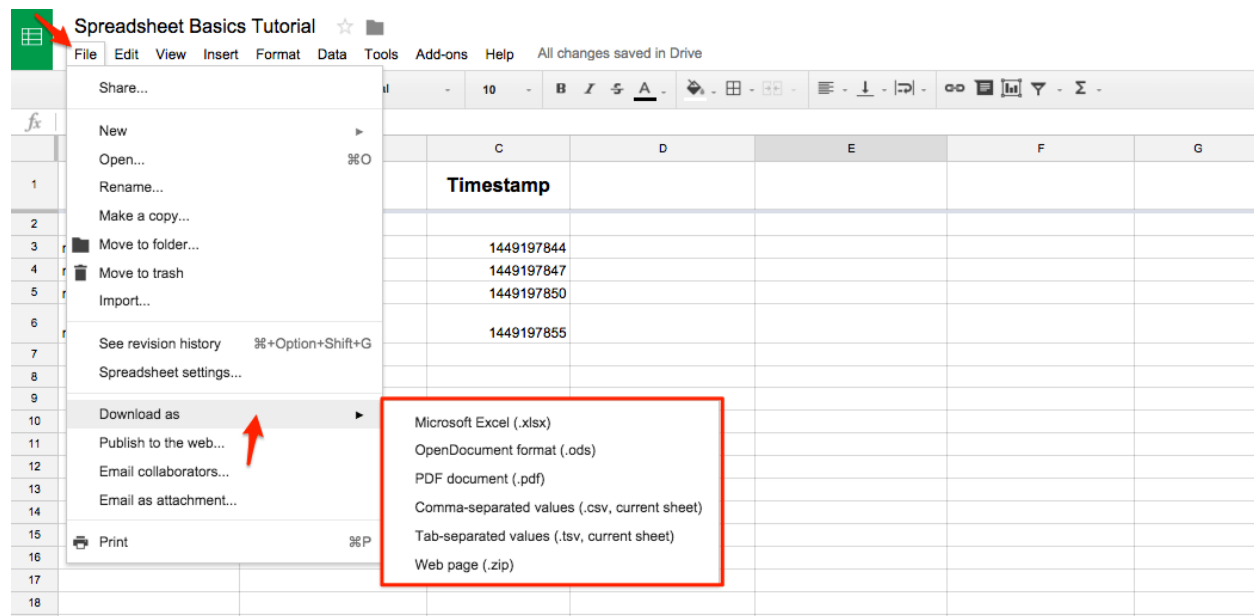 Spreadsheet Basics Tutorial
File Edit View Insert Format Data Tools Add-ons Help All changes saved in Drive
Share...
10 B I S A Σ
fx
New
Open... ⌘O
Rename...
Make a copy...
Move to folder...
Move to trash
Import...
See revision history ⌘+Option+Shift+G
Spreadsheet settings...
Download as
Publish to the web...
Email collaborators...
Email as attachment...
Print ⌘P
Microsoft Excel (.xlsx)
OpenDocument format (.ods)
PDF document (.pdf)
Comma-separated values (.csv, current sheet)
Tab-separated values (.tsv, current sheet)
Web page (.zip)
C D E F G
1 Timestamp
2
3 1449197844
4 1449197847
5 1449197850
6 1449197855
7
8
9
10
11
12
13
14
15
16
17
18